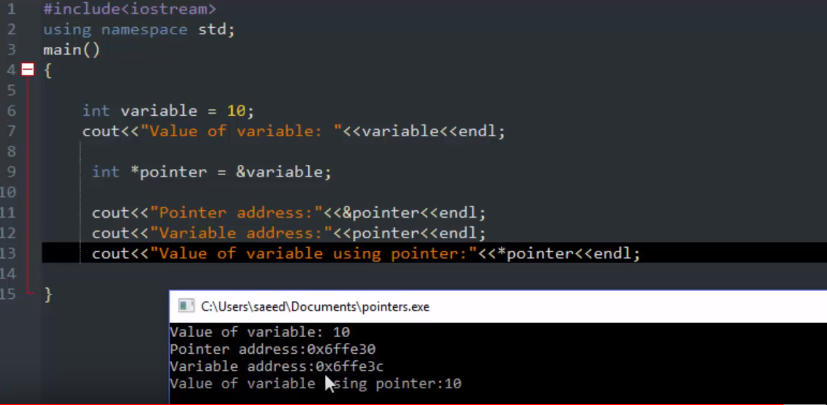 1 #include<iostream>
2 using namespace std;
3 main()
4 {
5
6 int variable = 10;
7 cout<<"Value of variable: "<<variable<<endl;
8
9 int *pointer = &variable;
10
11 cout<<"Pointer address:"<<&pointer<<endl;
12 cout<<"Variable address:"<<pointer<<endl;
13 cout<<"Value of variable using pointer:"<<*pointer<<endl;
14
15 }
C:\Users\saeed\Documents\pointers.exe
Value of variable: 10
Pointer address:0x6ffe30
Variable address:0x6ffe3c
Value of variable using pointer:10